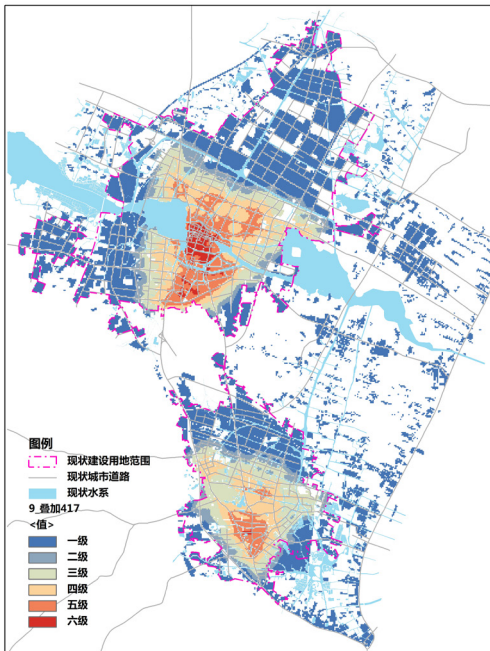 图例
现状建设用地范围
现状城市道路
现状水系
9_叠加417
<值>
一级
二级
三级
四级
五级
六级